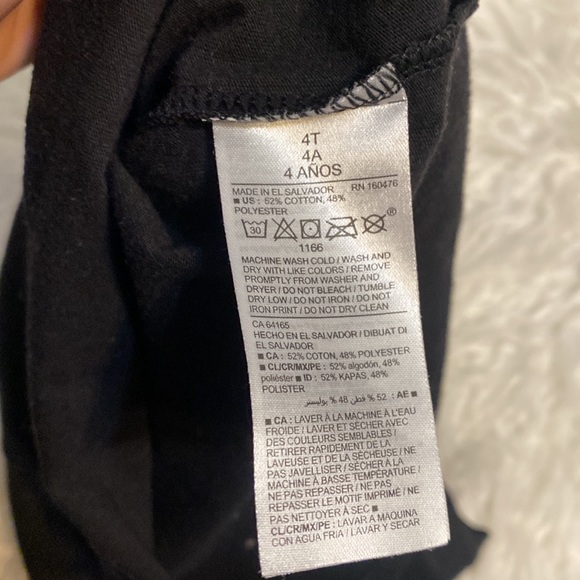 4T
4A
4 AÑOS
MADE IN EL SALVADOR RN 160476
■ US : 52% COTTON, 48%
POLYESTER
30 ®
1166
MACHINE WASH COLD / WASH AND
DRY WITH LIKE COLORS / REMOVE
PROMPTLY FROM WASHER AND
DRYER / DO NOT BLEACH / TUMBLE
DRY LOW / DO NOT IRON / DO NOT
IRON PRINT / DO NOT DRY CLEAN
CA 64165
HECHO EN EL SALVADOR / DIBUAT DI
EL SALVADOR
■ CA : 52% COTON, 48% POLYESTER
■ CL/CR/MX/PE : 52% algodón, 48%
poliéster ■ ID : 52% KAPAS, 48%
POLISTER
■ AE : 52 % قطن 48 % بوليستر
■ CA : LAVER À LA MACHINE À L'EAU
FROIDE / LAVER ET SÉCHER AVEC
DES COULEURS SEMBLABLES /
RETIRER RAPIDEMENT DE LA
LAVEUSE ET DE LA SÉCHEUSE / NE
PAS JAVELLISER / SÉCHER À LA
MACHINE À BASSE TEMPÉRATURE /
NE PAS REPASSER / NE PAS
REPASSER LE MOTIF IMPRIMÉ / NE
PAS NETTOYER À SEC
■ CL/CR/MX/PE : LAVAR A MAQUINA
CON AGUA FRIA / LAVAR Y SECAR